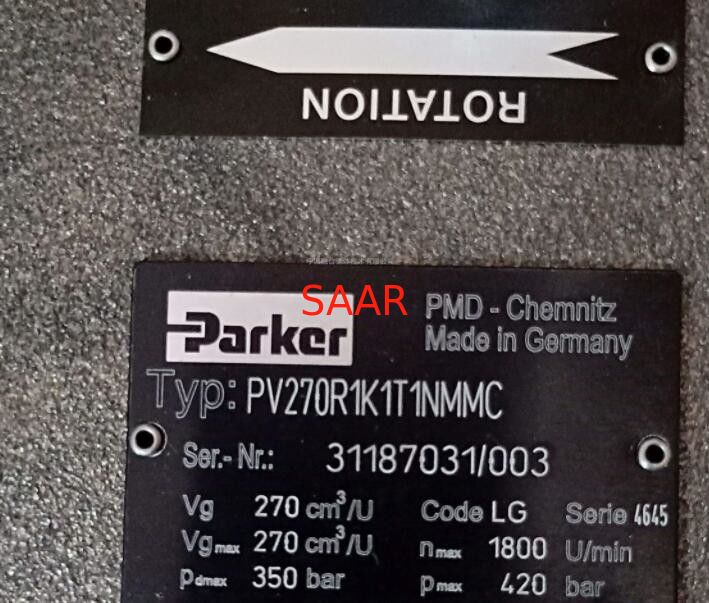 ROTATION
SAAR
Parker
PMD - Chemnitz
Made in Germany
Typ: PV270R1K1T1NMMC
Ser.- Nr.: 31187031/003
Vg 270 cm³/U Code LG Serie 4645
Vgmax 270 cm³/U nmax 1800 U/min
pdmax 350 bar pmax 420 bar